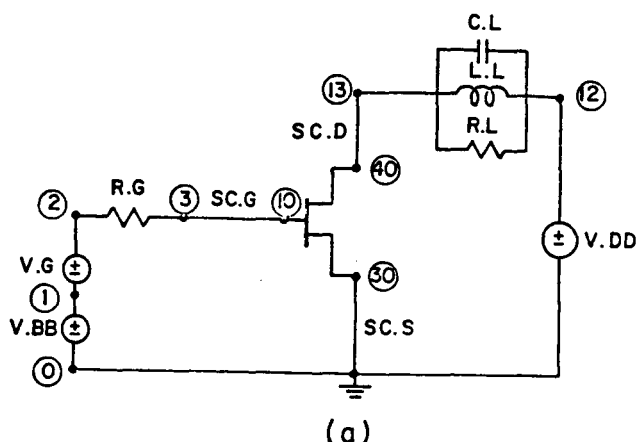 C.L
L.L
13
12
SC.D
R.L
40
R.G
SC.G
2
3
10
V.DD
V.G
±
±
30
1
V.BB
±
SC.S
0
(a)